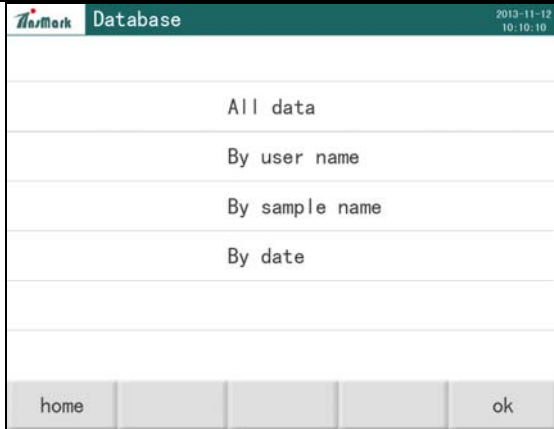 HasMark Database 2013-11-12
10:10:10
All data
By user name
By sample name
By date
home ok